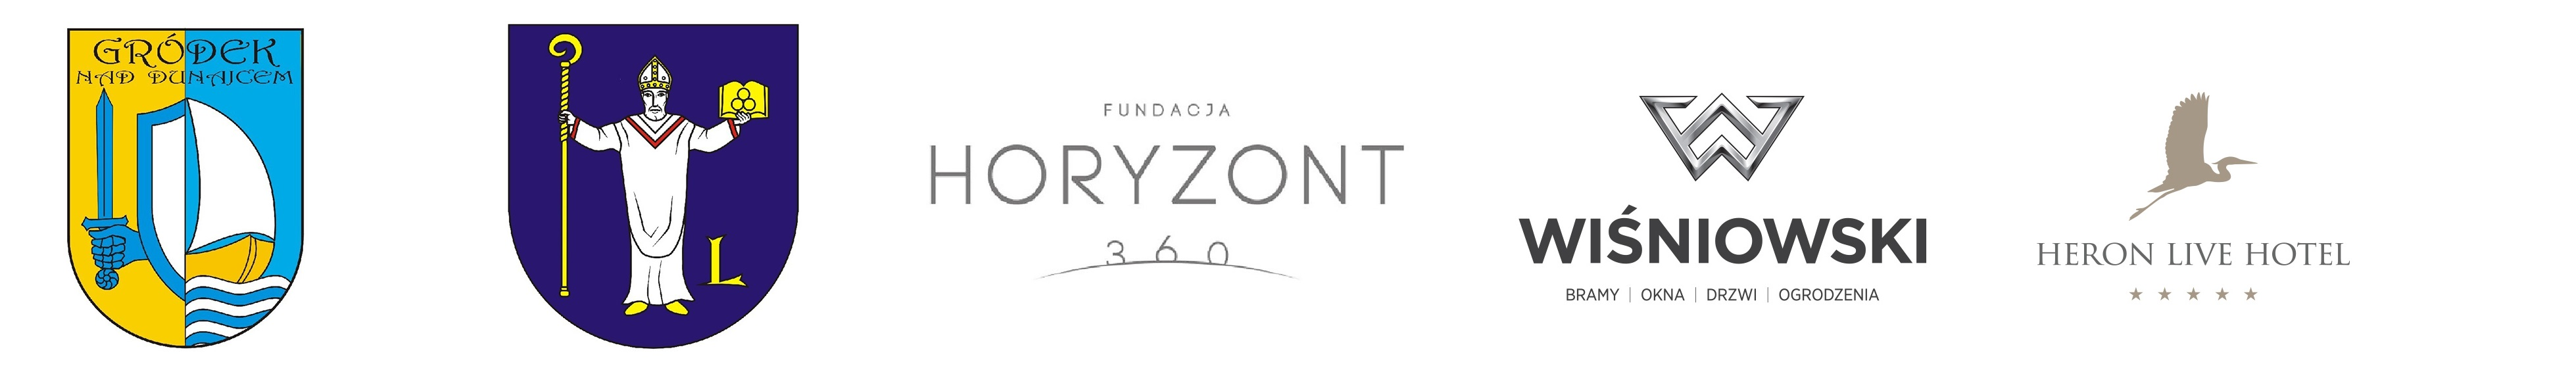 GRÓDEK
NAD DUNAJCEM
L
FUNDACJA
HORYZONT
360
WIŚNIOWSKI
BRAMY | OKNA | DRZWI | OGRODZENIA
HERON LIVE HOTEL